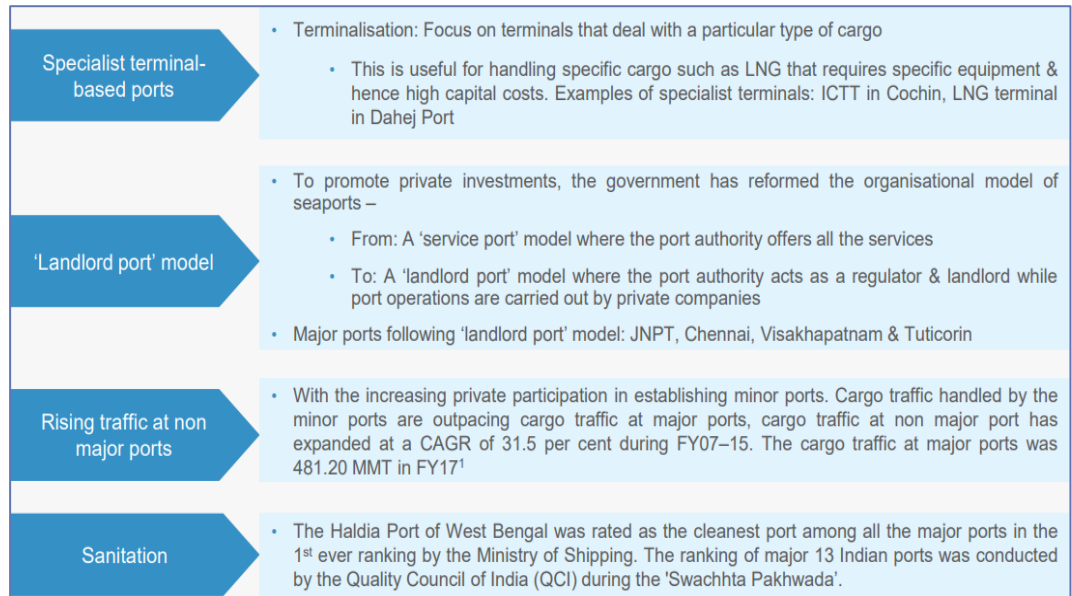 Specialist terminal-
based ports
• Terminalisation: Focus on terminals that deal with a particular type of cargo
• This is useful for handling specific cargo such as LNG that requires specific equipment &
hence high capital costs. Examples of specialist terminals: ICTT in Cochin, LNG terminal
in Dahej Port
‘Landlord port’ model
• To promote private investments, the government has reformed the organisational model of
seaports –
• From: A ‘service port’ model where the port authority offers all the services
• To: A ‘landlord port’ model where the port authority acts as a regulator & landlord while
port operations are carried out by private companies
• Major ports following ‘landlord port’ model: JNPT, Chennai, Visakhapatnam & Tuticorin
Rising traffic at non
major ports
• With the increasing private participation in establishing minor ports. Cargo traffic handled by the
minor ports are outpacing cargo traffic at major ports, cargo traffic at non major port has
expanded at a CAGR of 31.5 per cent during FY07–15. The cargo traffic at major ports was
481.20 MMT in FY17¹
Sanitation
• The Haldia Port of West Bengal was rated as the cleanest port among all the major ports in the
1st ever ranking by the Ministry of Shipping. The ranking of major 13 Indian ports was conducted
by the Quality Council of India (QCI) during the 'Swachhta Pakhwada’.